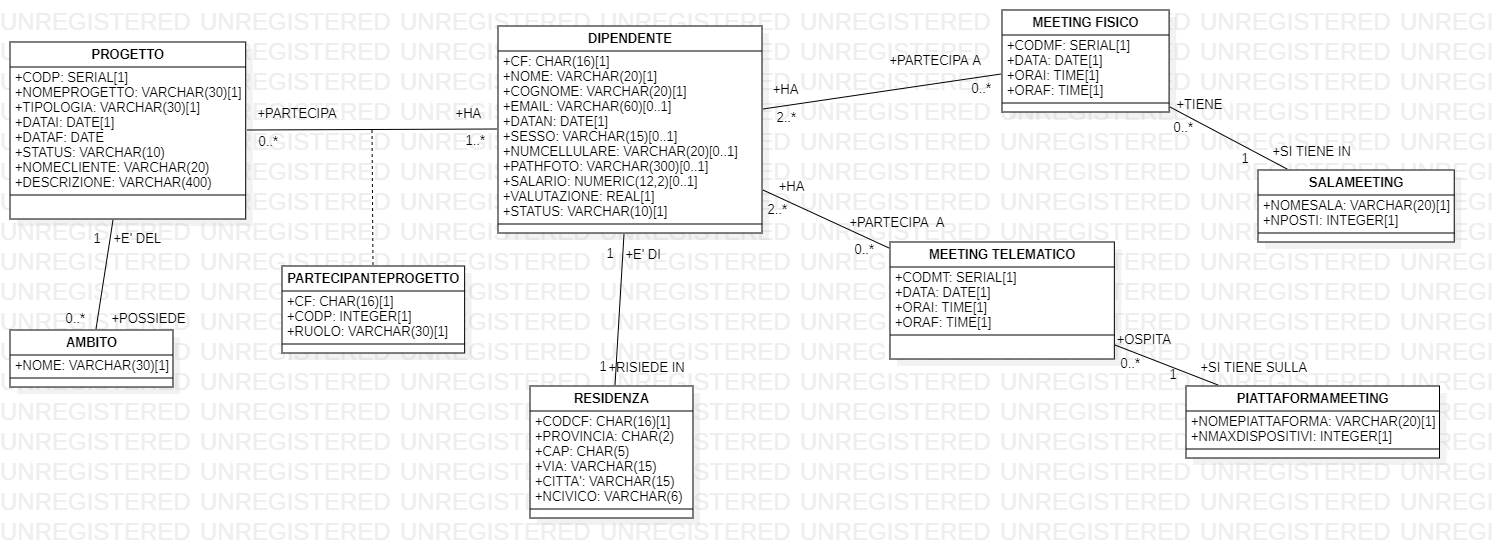 PROGETTO
+CODP: SERIAL[1]
+NOMEPROGETTO: VARCHAR(30)[1]
+TIPOLOGIA: VARCHAR(30)[1]
+DATAI: DATE[1]
+DATAF: DATE
+STATUS: VARCHAR(10)
+NOMECLIENTE: VARCHAR(20)
+DESCRIZIONE: VARCHAR(400)
+PARTECIPA
0..*
+HA
1..*
DIPENDENTE
+CF: CHAR(16)[1]
+NOME: VARCHAR(20)[1]
+COGNOME: VARCHAR(20)[1]
+EMAIL: VARCHAR(60)[0..1]
+DATAN: DATE[1]
+SESSO: VARCHAR(15)[0..1]
+NUMCELLULARE: VARCHAR(20)[0..1]
+PATHFOTO: VARCHAR(300)[0..1]
+SALARIO: NUMERIC(12,2)[0..1]
+VALUTAZIONE: REAL[1]
+STATUS: VARCHAR(10)[1]
+HA
2..*
+PARTECIPA A
0..*
MEETING FISICO
+CODMF: SERIAL[1]
+DATA: DATE[1]
+ORAI: TIME[1]
+ORAF: TIME[1]
+TIENE
0..*
+SI TIENE IN
1
SALAMEETING
+NOMESALA: VARCHAR(20)[1]
+NPOSTI: INTEGER[1]
+HA
2..*
+PARTECIPA  A
0..*
MEETING TELEMATICO
+CODMT: SERIAL[1]
+DATA: DATE[1]
+ORAI: TIME[1]
+ORAF: TIME[1]
+OSPITA
0..*
+SI TIENE SULLA
1
PIATTAFORMAMEETING
+NOMEPIATTAFORMA: VARCHAR(20)[1]
+NMAXDISPOSITIVI: INTEGER[1]
1
+E' DEL
0..*
+POSSIEDE
AMBITO
+NOME: VARCHAR(30)[1]
PARTECIPANTEPROGETTO
+CF: CHAR(16)[1]
+CODP: INTEGER[1]
+RUOLO: VARCHAR(30)[1]
1
+E' DI
1
+RISIEDE IN
RESIDENZA
+CODCF: CHAR(16)[1]
+PROVINCIA: CHAR(2)
+CAP: CHAR(5)
+VIA: VARCHAR(15)
+CITTA': VARCHAR(15)
+NCIVICO: VARCHAR(6)
UNREGISTERED